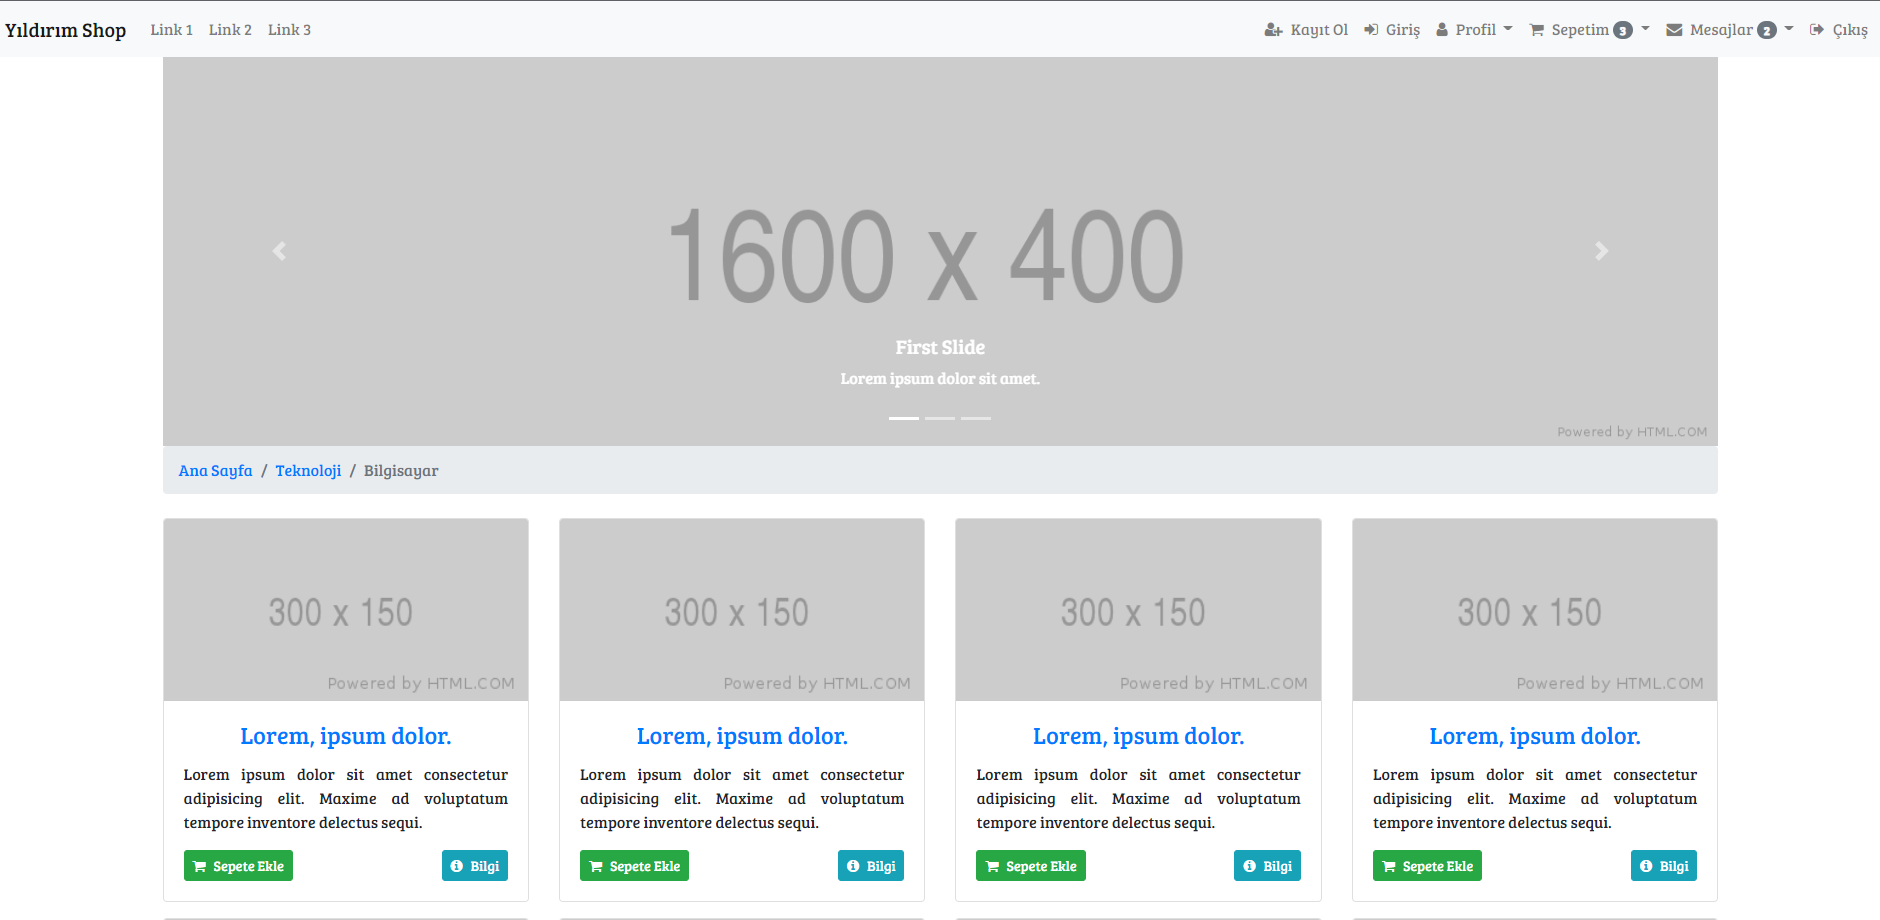 Yıldırım Shop Link 1 Link 2 Link 3 Kayıt Ol Giriş Profil Sepetim 3 Mesajlar 2 Çıkış
1600 x 400
First Slide
Lorem ipsum dolor sit amet.
Powered by HTML.COM
Ana Sayfa / Teknoloji / Bilgisayar
300 x 150
Powered by HTML.COM
Lorem, ipsum dolor.
Lorem ipsum dolor sit amet consectetur
adipisicing elit. Maxime ad voluptatum
tempore inventore delectus sequi.
Sepete Ekle Bilgi
300 x 150
Powered by HTML.COM
Lorem, ipsum dolor.
Lorem ipsum dolor sit amet consectetur
adipisicing elit. Maxime ad voluptatum
tempore inventore delectus sequi.
Sepete Ekle Bilgi
300 x 150
Powered by HTML.COM
Lorem, ipsum dolor.
Lorem ipsum dolor sit amet consectetur
adipisicing elit. Maxime ad voluptatum
tempore inventore delectus sequi.
Sepete Ekle Bilgi
300 x 150
Powered by HTML.COM
Lorem, ipsum dolor.
Lorem ipsum dolor sit amet consectetur
adipisicing elit. Maxime ad voluptatum
tempore inventore delectus sequi.
Sepete Ekle Bilgi